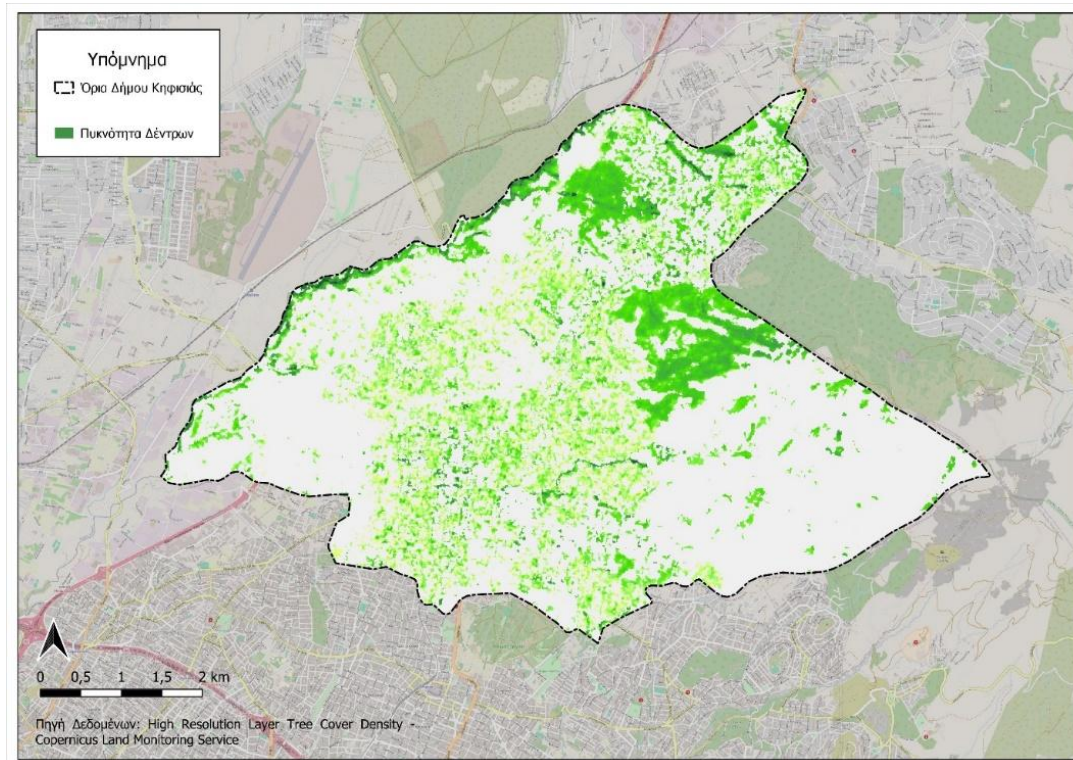 Υπόμνημα
Όρια Δήμου Κηφισιάς
Πυκνότητα Δέντρων
0 0,5 1 1,5 2 km
Πηγή Δεδομένων: High Resolution Layer Tree Cover Density -
Copernicus Land Monitoring Service